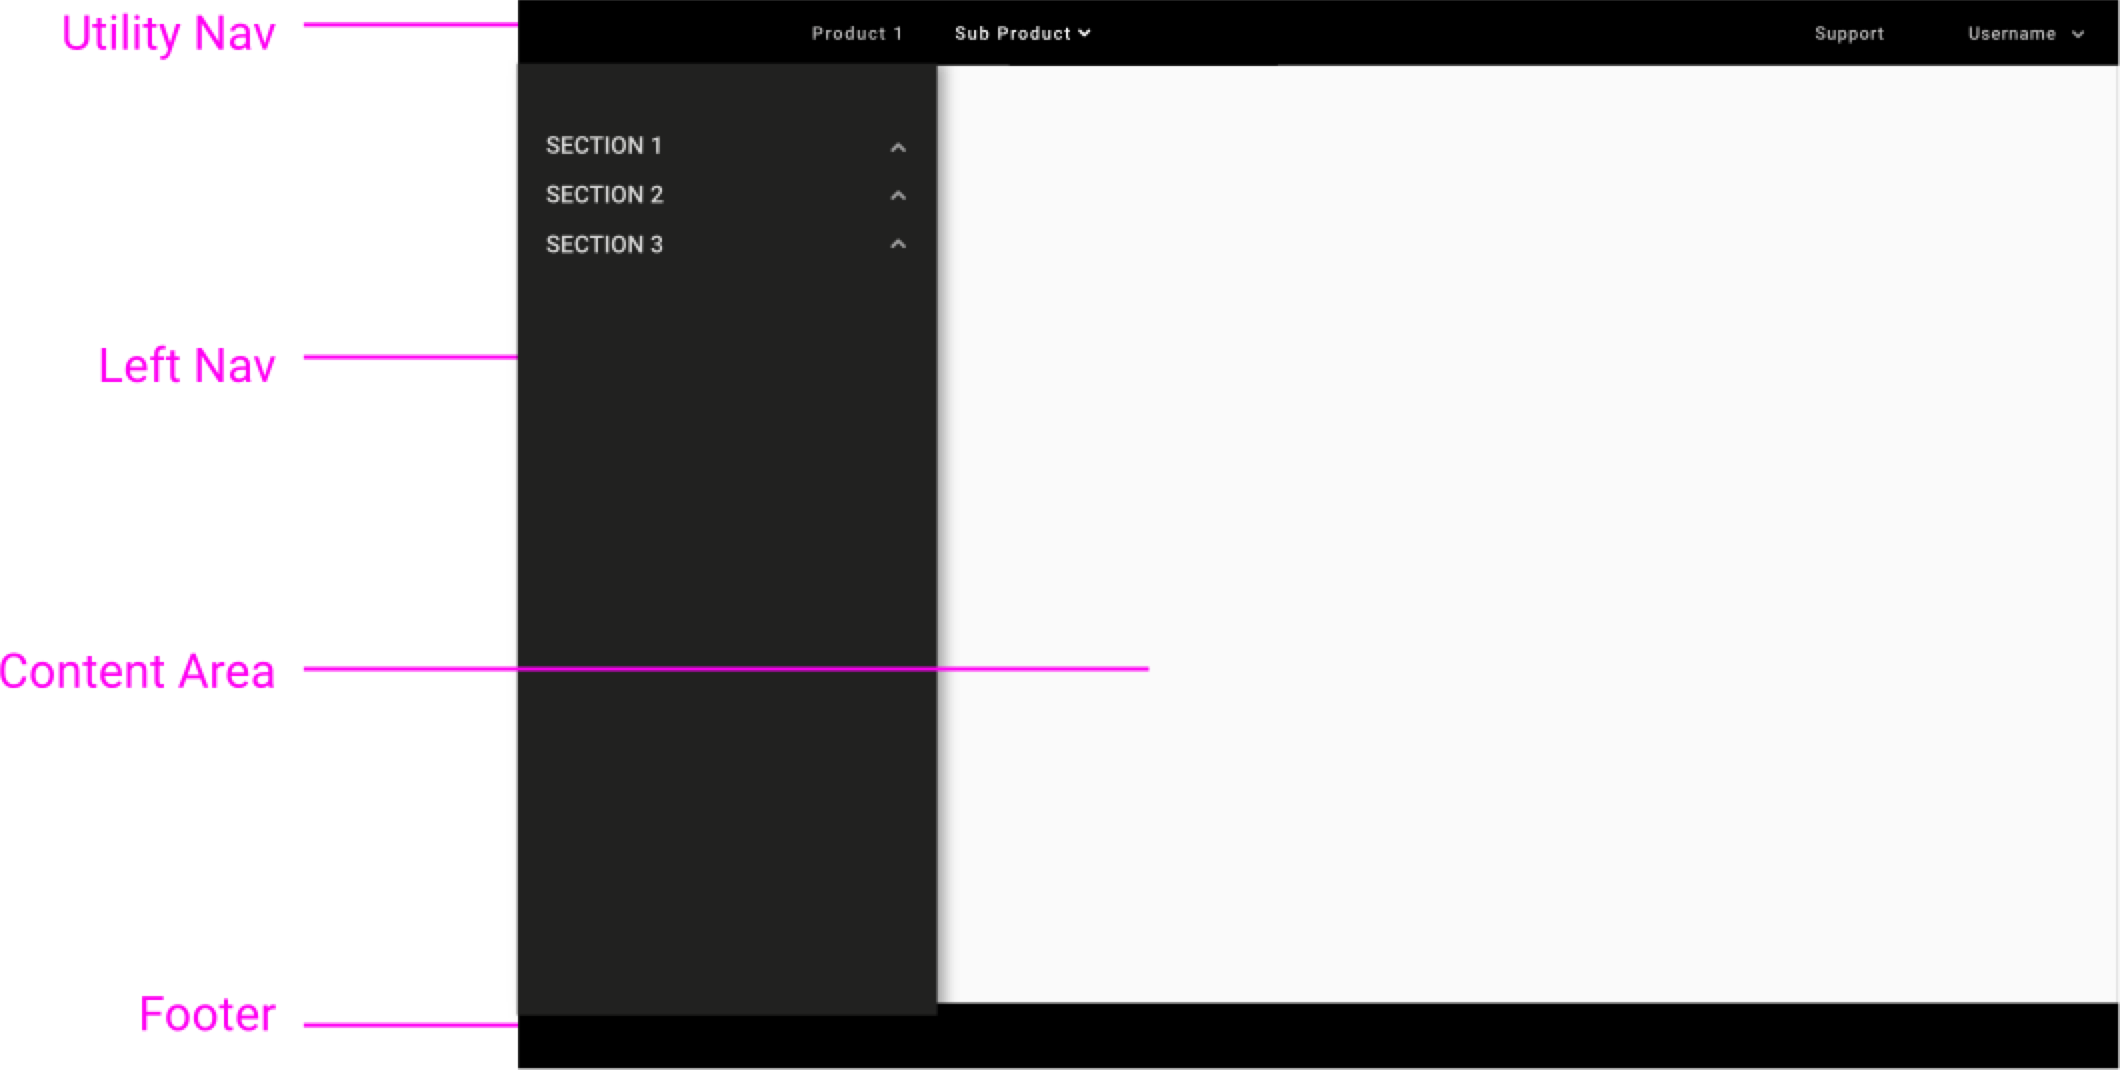 Utility Nav
Product 1 Sub Product Support Username
SECTION 1
SECTION 2
SECTION 3
Left Nav
Content Area
Footer